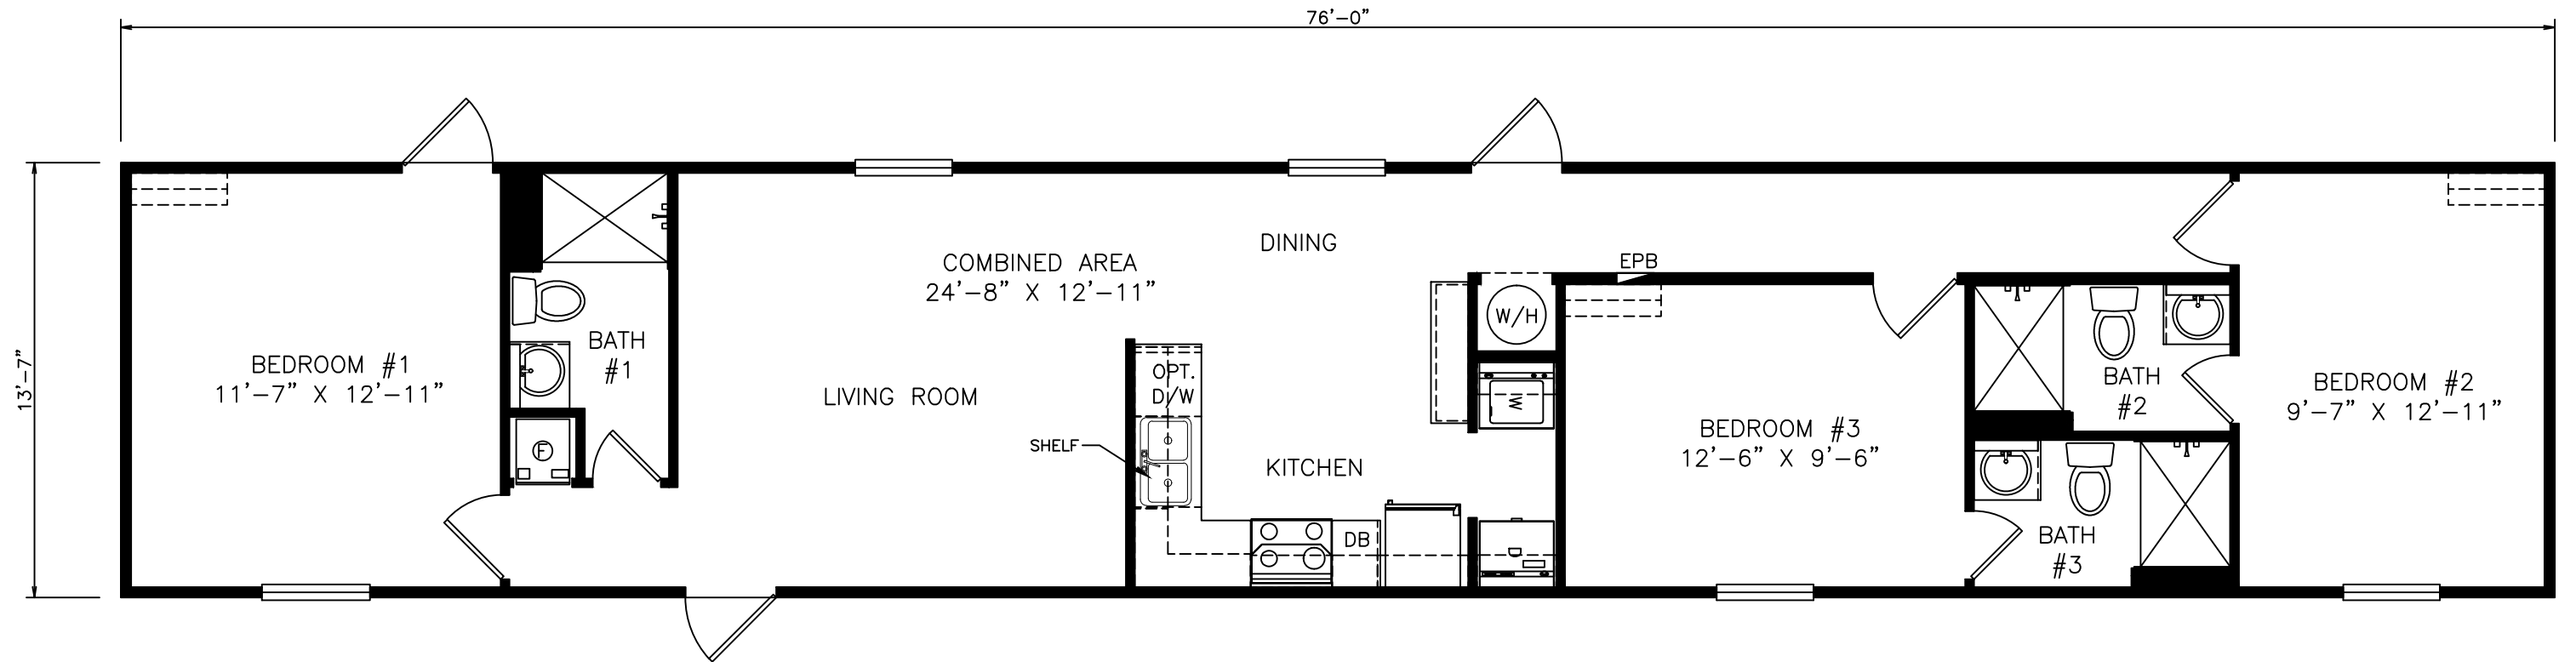 76'-0"
13'-7"
BEDROOM #1
11'-7" X 12'-11"
BATH
#1
F
COMBINED AREA
24'-8" X 12'-11"
LIVING ROOM
DINING
OPT.
D/W
SHELF
KITCHEN
DB
W/H
W
D
EPB
BEDROOM #3
12'-6" X 9'-6"
BATH
#2
BATH
#3
BEDROOM #2
9'-7" X 12'-11"